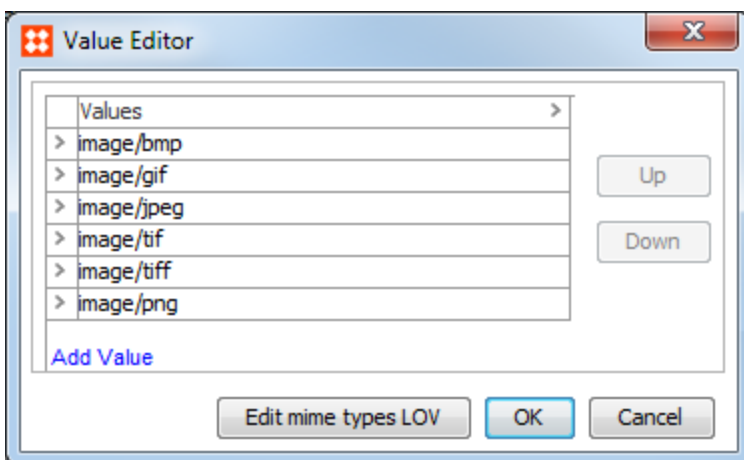 Value Editor
Values
image/bmp
image/gif
image/jpeg
image/tif
image/tiff
image/png
Up
Down
Add Value
Edit mime types LOV
OK
Cancel